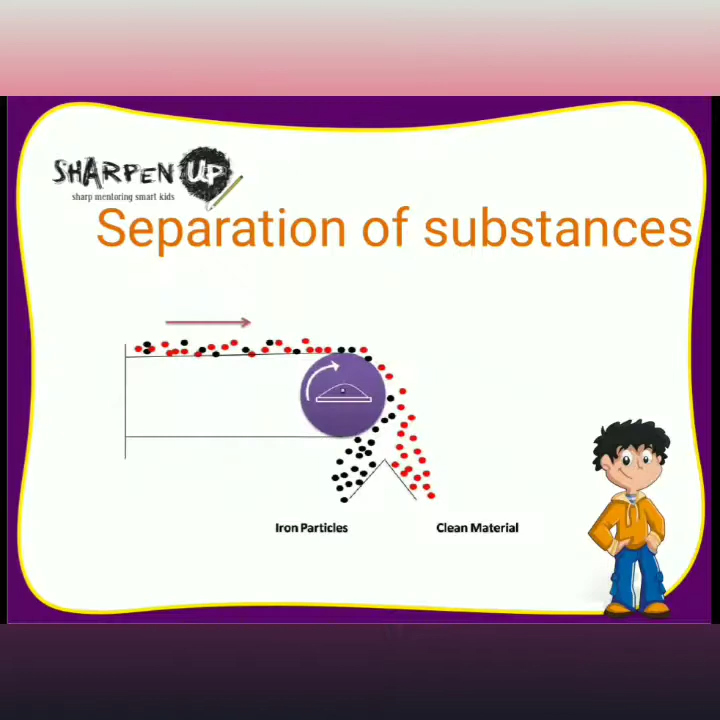 SHARPEN UP
sharp mentoring smart kids
Separation of substances
Iron Particles
Clean Material